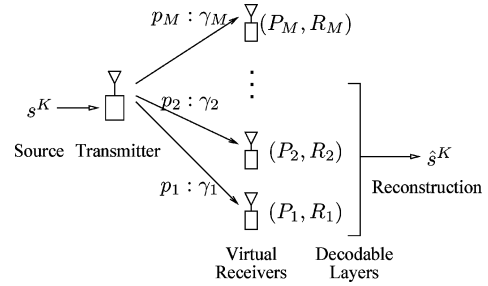 p_M : γ_M (P_M, R_M)
⋮
s^K p_2 : γ_2 ŝ^K
Source Transmitter (P_2, R_2)
p_1 : γ_1 Reconstruction
(P_1, R_1)
Virtual Receivers
Decodable Layers